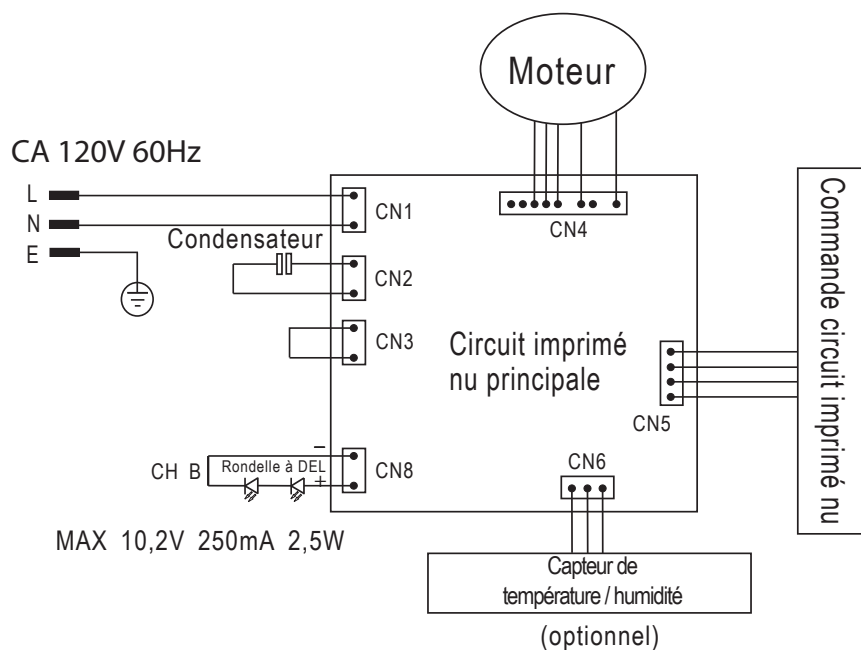 Moteur
CA 120V 60Hz
L
N
E
CN1
CN4
Condensateur
CN2
CN3
Circuit imprimé
nu principale
CN5
Commande circuit imprimé nu
−
CH B
Rondelle à DEL
+
CN8
CN6
MAX 10,2V 250mA 2,5W
Capteur de
température / humidité
(optionnel)